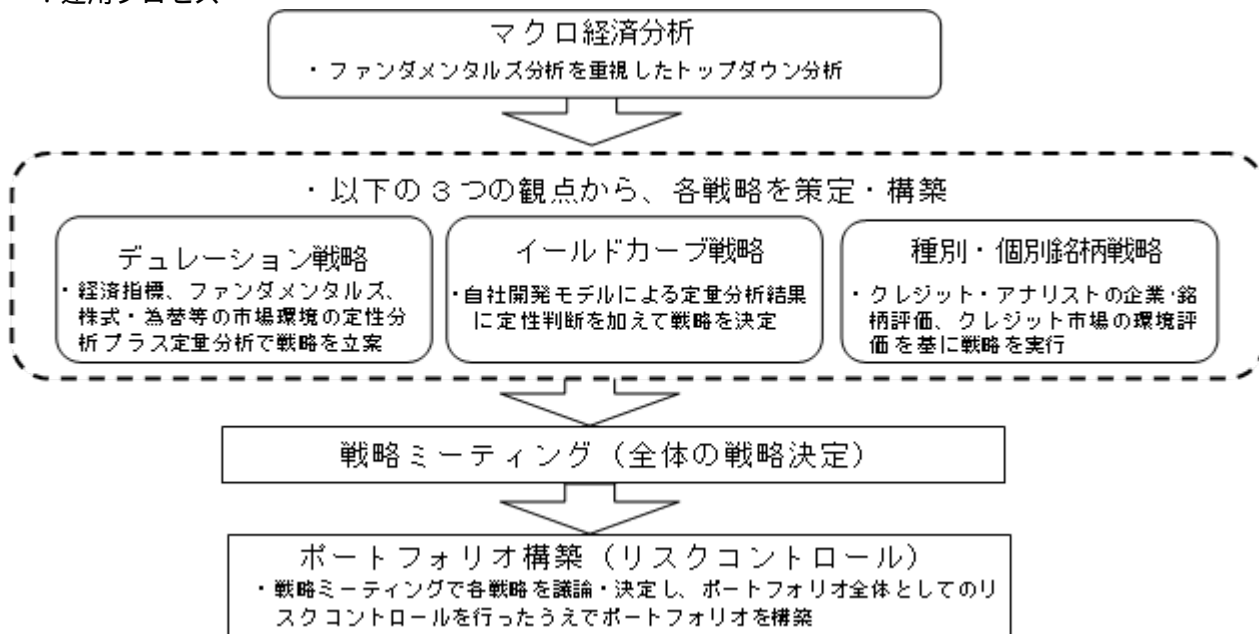 運用プロセス
マクロ経済分析
・ファンダメンタルズ分析を重視したトップダウン分析
・以下の3つの観点から、各戦略を策定・構築
デュレーション戦略
・経済指標、ファンダメンタルズ、
株式・為替等の市場環境の定性分
析プラス定量分析で戦略を立案
イールドカーブ戦略
・自社開発モデルによる定量分析結果
に定性判断を加えて戦略を決定
種別・個別銘柄戦略
・クレジット・アナリストの企業・銘
柄評価、クレジット市場の環境評
価を基に戦略を実行
戦略ミーティング（全体の戦略決定）
ポートフォリオ構築（リスクコントロール）
・戦略ミーティングで各戦略を議論・決定し、ポートフォリオ全体としてのリ
スクコントロールを行ったうえでポートフォリオを構築